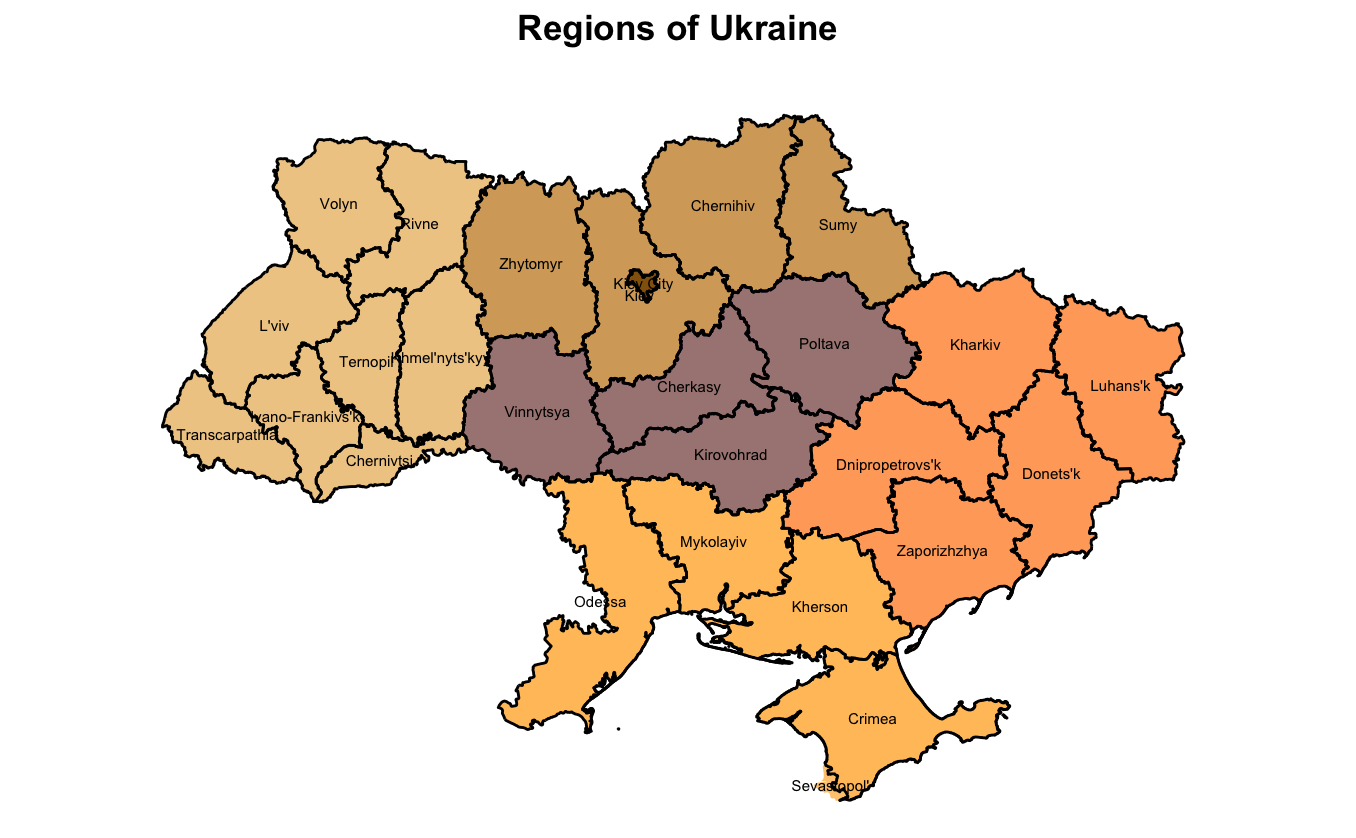 Regions of Ukraine
Volyn
Rivne
Chernihiv
Sumy
Zhytomyr
Kiev City
Kiev
L'viv
Ternopil'
Khmel'nyts'kyy
Poltava
Kharkiv
Cherkasy
Luhans'k
Vinnytsya
Ivano-Frankivs'k
Transcarpathia
Chernivtsi
Kirovohrad
Dnipropetrovs'k
Donets'k
Mykolayiv
Zaporizhzhya
Odessa
Kherson
Crimea
Sevastopol'